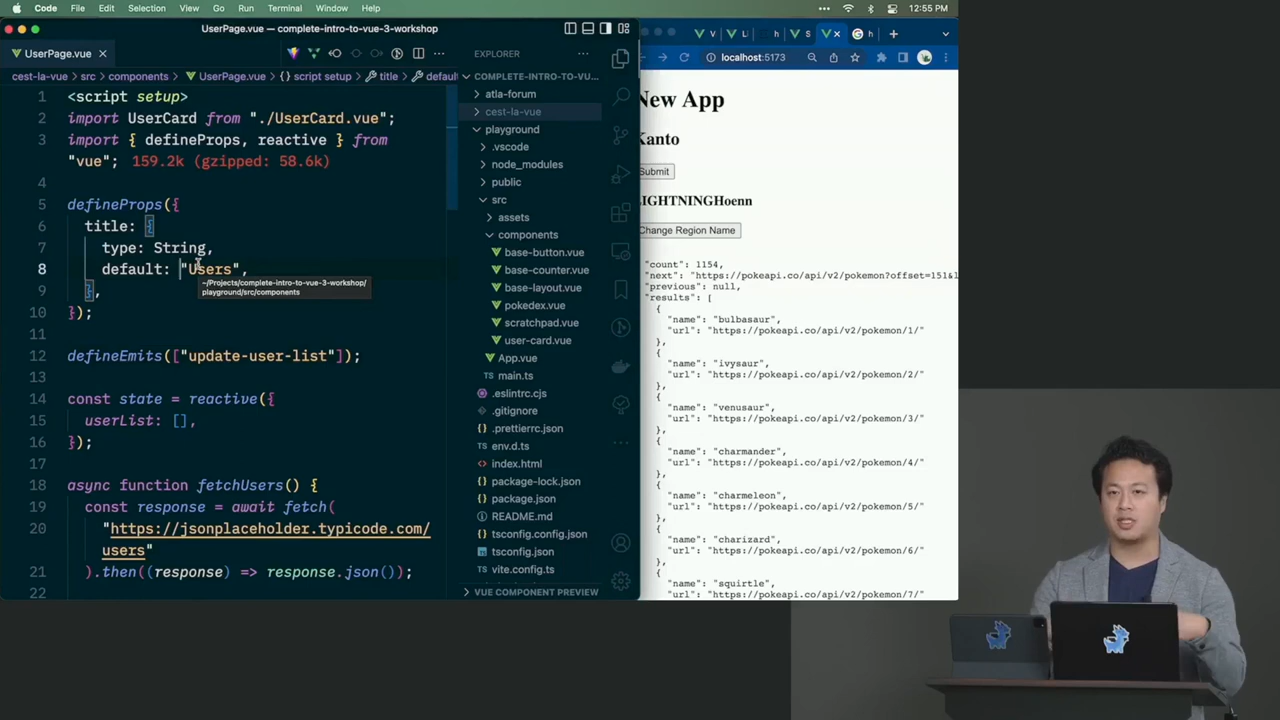 Code File Edit Selection View Go Run Terminal Window Help 12:55 PM
UserPage.vue — complete-intro-to-vue-3-workshop
UserPage.vue
cest-la-vue > src > components > UserPage.vue > script setup > title > default
1 <script setup>
2 import UserCard from "./UserCard.vue";
3 import { defineProps, reactive } from
"vue"; 159.2k (gzipped: 58.6k)
4
5 defineProps({
6 title: {
7 type: String,
8 default: "Users",
9 },
10 });
11
12 defineEmits(["update-user-list"]);
13
14 const state = reactive({
15 userList: [],
16 });
17
18 async function fetchUsers() {
19 const response = await fetch(
20 "https://jsonplaceholder.typicode.com/
users"
21 ).then((response) => response.json());
22
~/Projects/complete-intro-to-vue-3-workshop/
playground/src/components
EXPLORER
COMPLETE-INTRO-TO-VU...
atla-forum
cest-la-vue
playground
.vscode
node_modules
public
src
assets
components
base-button.vue
base-counter.vue
base-layout.vue
pokedex.vue
scratchpad.vue
user-card.vue
App.vue
main.ts
.eslintrc.cjs
.gitignore
.prettierrc.json
env.d.ts
index.html
package-lock.json
package.json
README.md
tsconfig.config.json
tsconfig.json
vite.config.ts
VUE COMPONENT PREVIEW
localhost:5173
New App
Kanto
Submit
LIGHTNINGHoenn
Change Region Name
"count": 1154,
"next": "https://pokeapi.co/api/v2/pokemon?offset=151&l
"previous": null,
"results": [
{
"name": "bulbasaur",
"url": "https://pokeapi.co/api/v2/pokemon/1/"
},
{
"name": "ivysaur",
"url": "https://pokeapi.co/api/v2/pokemon/2/"
},
{
"name": "venusaur",
"url": "https://pokeapi.co/api/v2/pokemon/3/"
},
{
"name": "charmander",
"url": "https://pokeapi.co/api/v2/pokemon/4/"
},
{
"name": "charmeleon",
"url": "https://pokeapi.co/api/v2/pokemon/5/"
},
{
"name": "charizard",
"url": "https://pokeapi.co/api/v2/pokemon/6/"
},
{
"name": "squirtle",
"url": "https://pokeapi.co/api/v2/pokemon/7/"